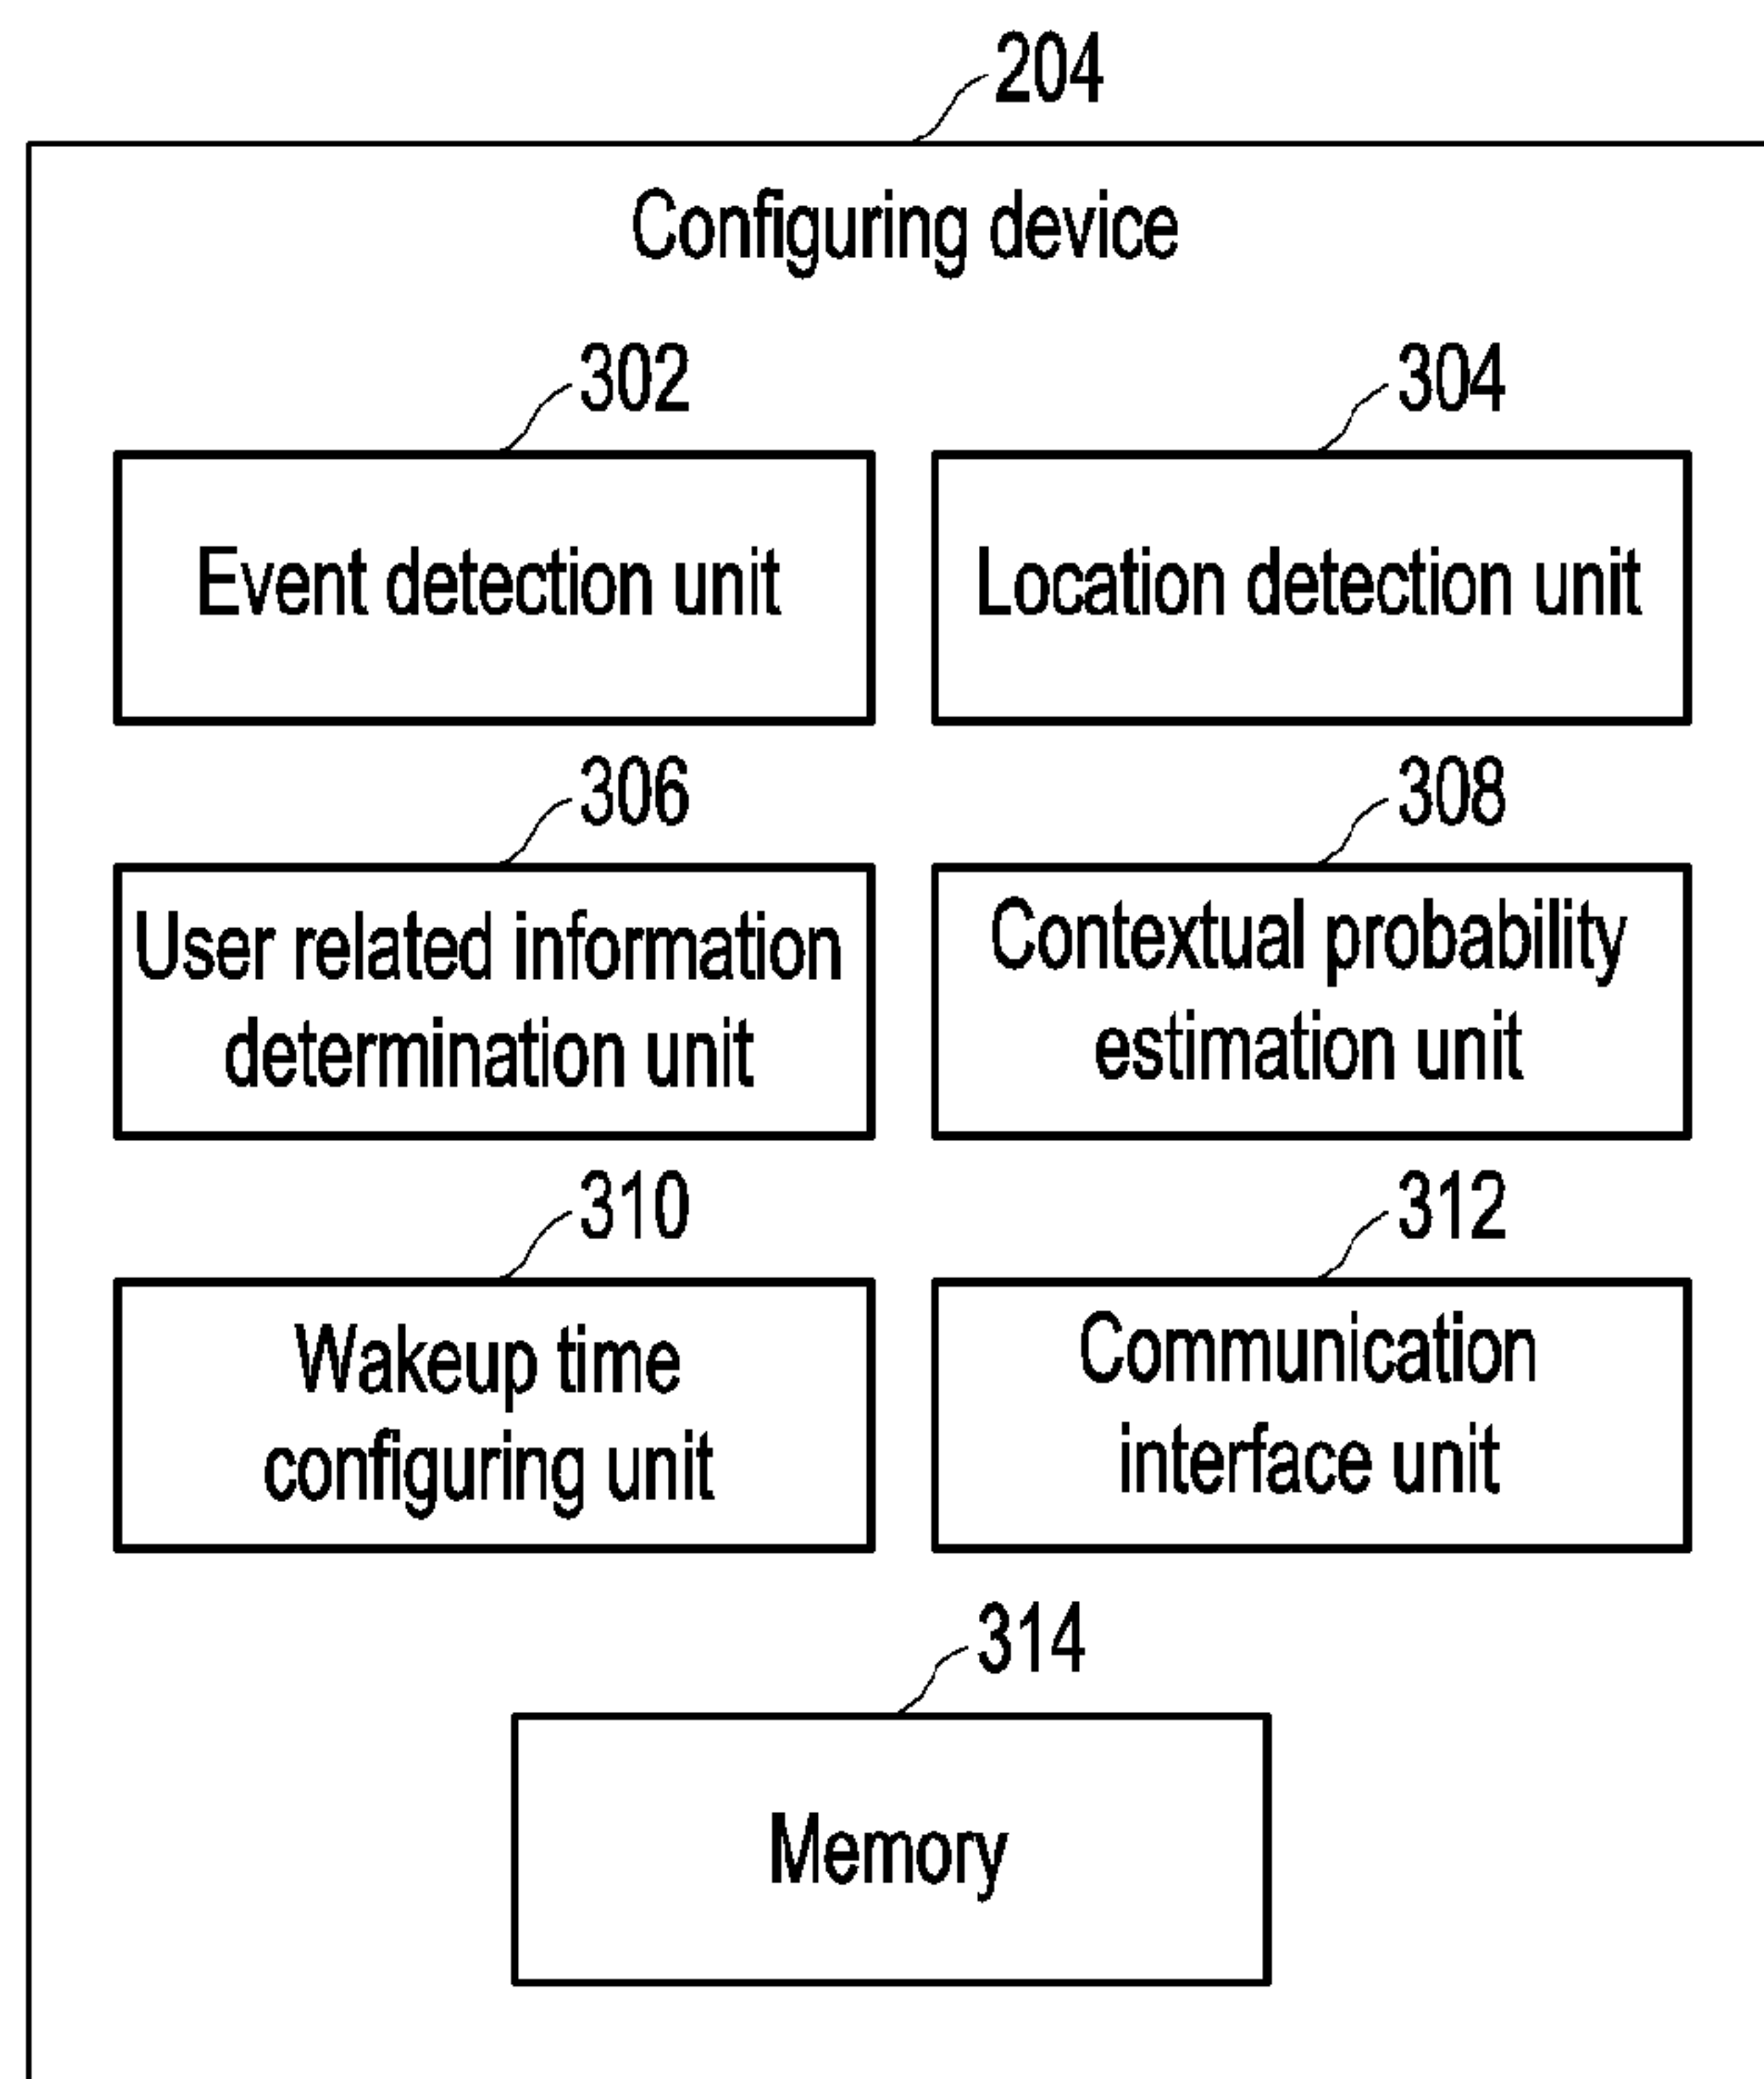 204
Configuring device
302
304
Event detection unit
Location detection unit
306
308
User related information
determination unit
Contextual probability
estimation unit
310
312
Wakeup time
configuring unit
Communication
interface unit
314
Memory